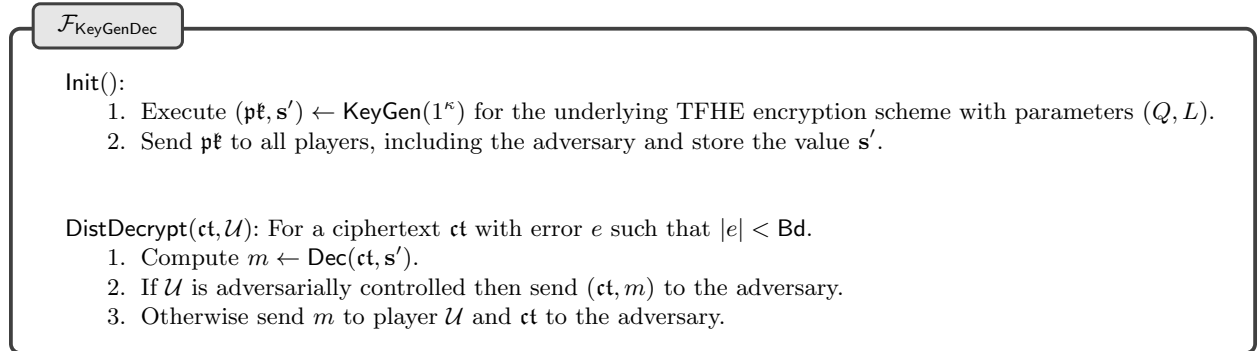 𝓕KeyGenDec
Init():
1. Execute (𝔭𝔨, 𝐬′) ← KeyGen(1^κ) for the underlying TFHE encryption scheme with parameters (Q, L).
2. Send 𝔭𝔨 to all players, including the adversary and store the value 𝐬′.
DistDecrypt(𝔠𝔱, 𝒰): For a ciphertext 𝔠𝔱 with error e such that |e| < Bd.
1. Compute m ← Dec(𝔠𝔱, 𝐬′).
2. If 𝒰 is adversarially controlled then send (𝔠𝔱, m) to the adversary.
3. Otherwise send m to player 𝒰 and 𝔠𝔱 to the adversary.